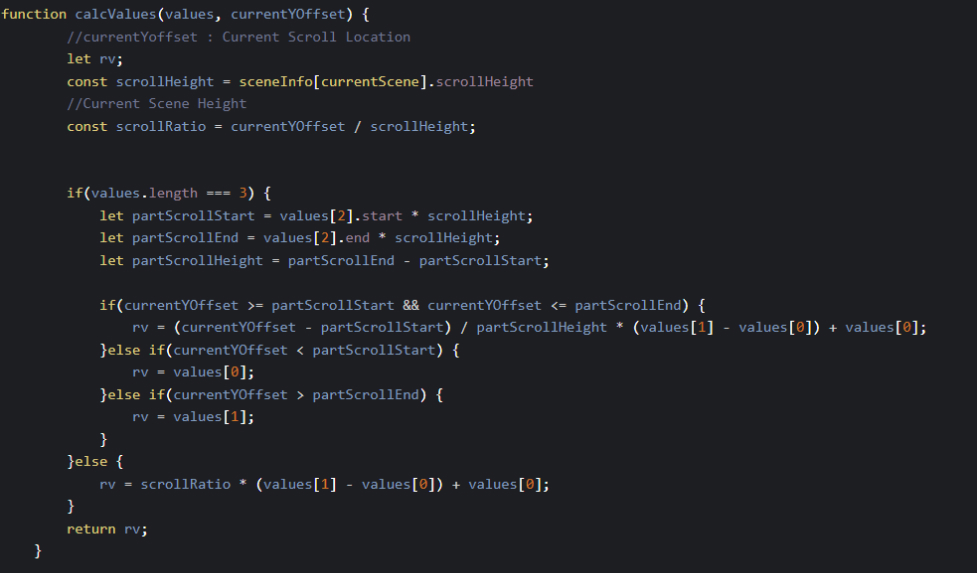 function calcValues(values, currentYOffset) {
//currentYoffset : Current Scroll Location
let rv;
const scrollHeight = sceneInfo[currentScene].scrollHeight
//Current Scene Height
const scrollRatio = currentYOffset / scrollHeight;
if(values.length === 3) {
let partScrollStart = values[2].start * scrollHeight;
let partScrollEnd = values[2].end * scrollHeight;
let partScrollHeight = partScrollEnd - partScrollStart;
if(currentYOffset >= partScrollStart && currentYOffset <= partScrollEnd) {
rv = (currentYOffset - partScrollStart) / partScrollHeight * (values[1] - values[0]) + values[0];
}else if(currentYOffset < partScrollStart) {
rv = values[0];
}else if(currentYOffset > partScrollEnd) {
rv = values[1];
}
}else {
rv = scrollRatio * (values[1] - values[0]) + values[0];
}
return rv;
}